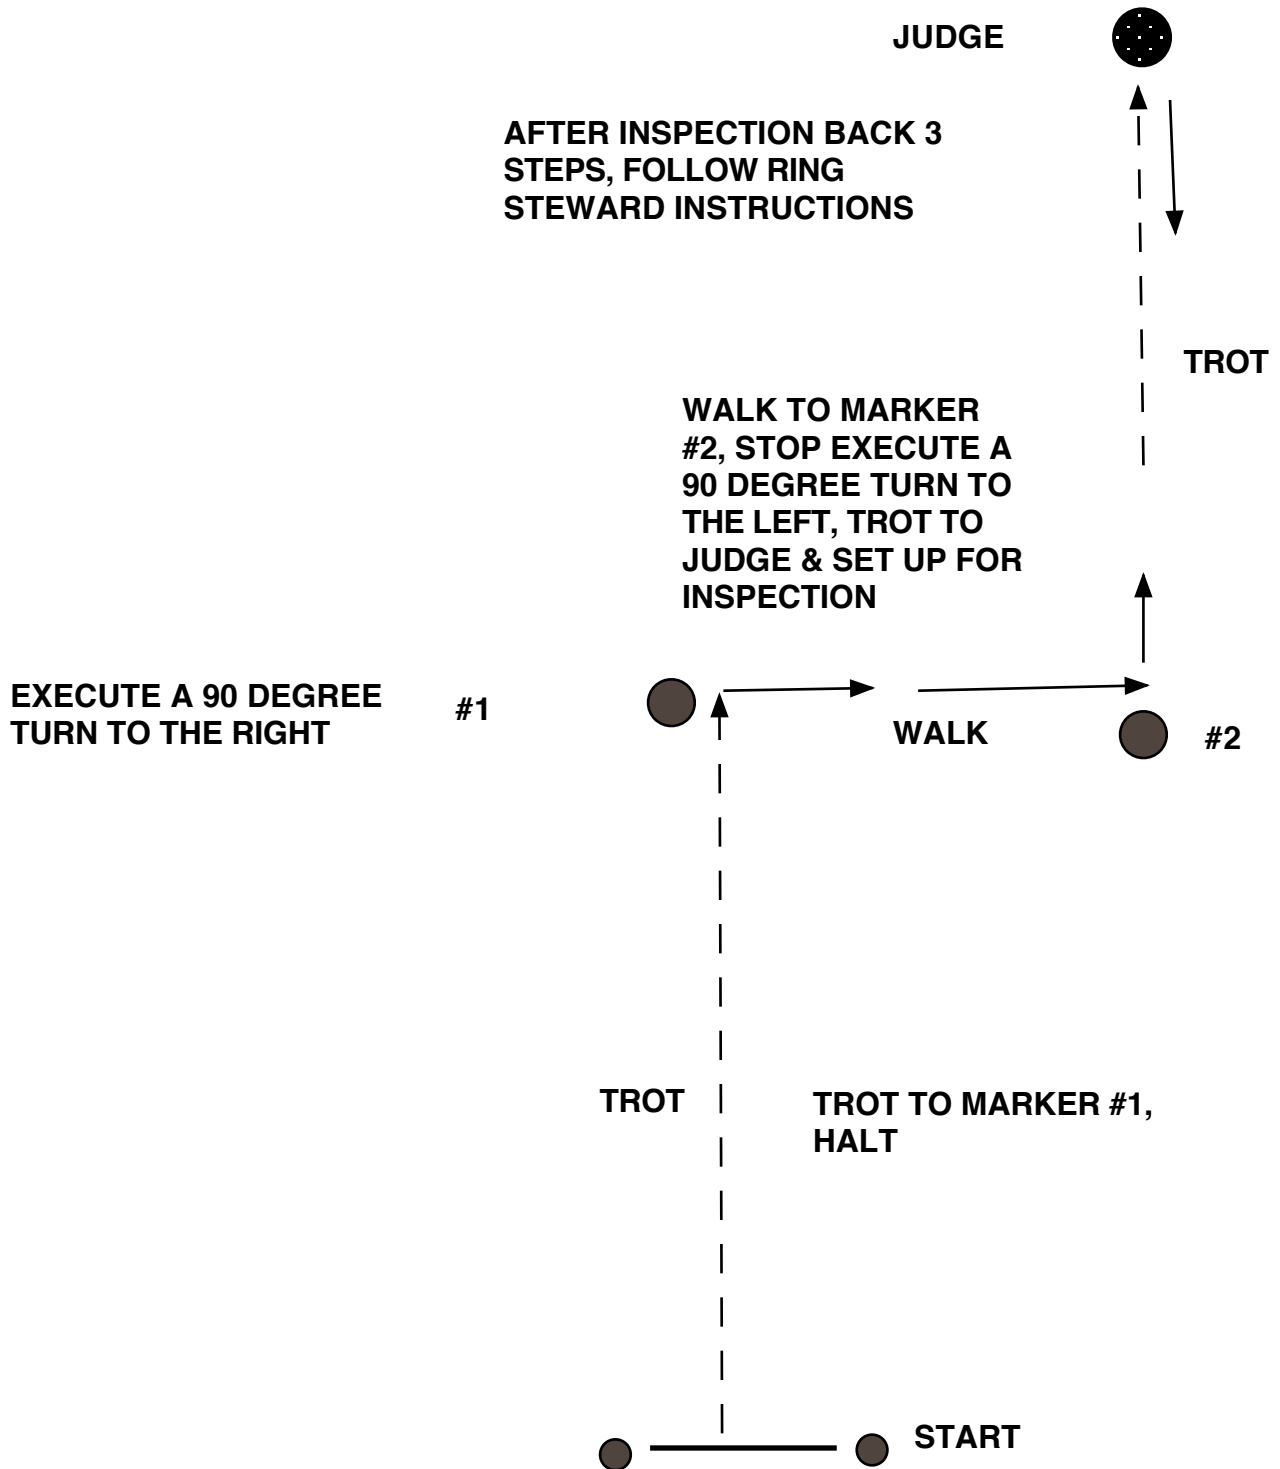 JUDGE
AFTER INSPECTION BACK 3
STEPS, FOLLOW RING
STEWARD INSTRUCTIONS
TROT
WALK TO MARKER
#2, STOP EXECUTE A
90 DEGREE TURN TO
THE LEFT, TROT TO
JUDGE & SET UP FOR
INSPECTION
EXECUTE A 90 DEGREE
TURN TO THE RIGHT
#1
WALK
#2
TROT
TROT TO MARKER #1,
HALT
START